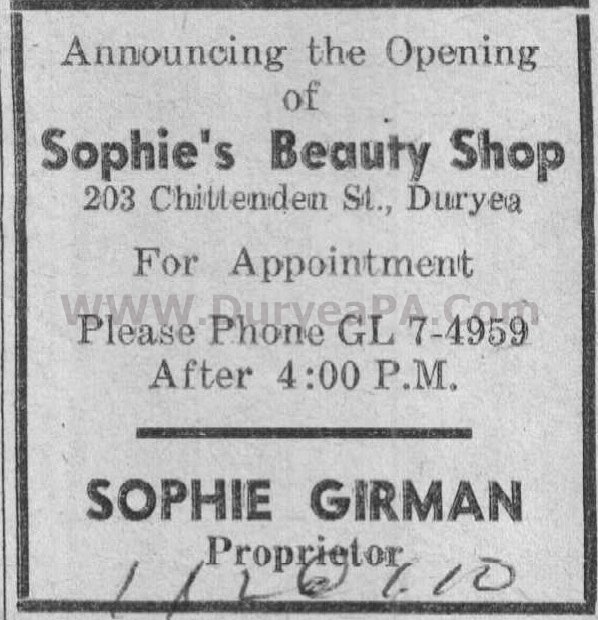 Announcing the Opening
of
Sophie's Beauty Shop
203 Chittenden St., Duryea
For Appointment
WWW.DuryeaPA.Com
Please Phone GL 7-4959
After 4:00 P.M.
SOPHIE GIRMAN
Proprietor